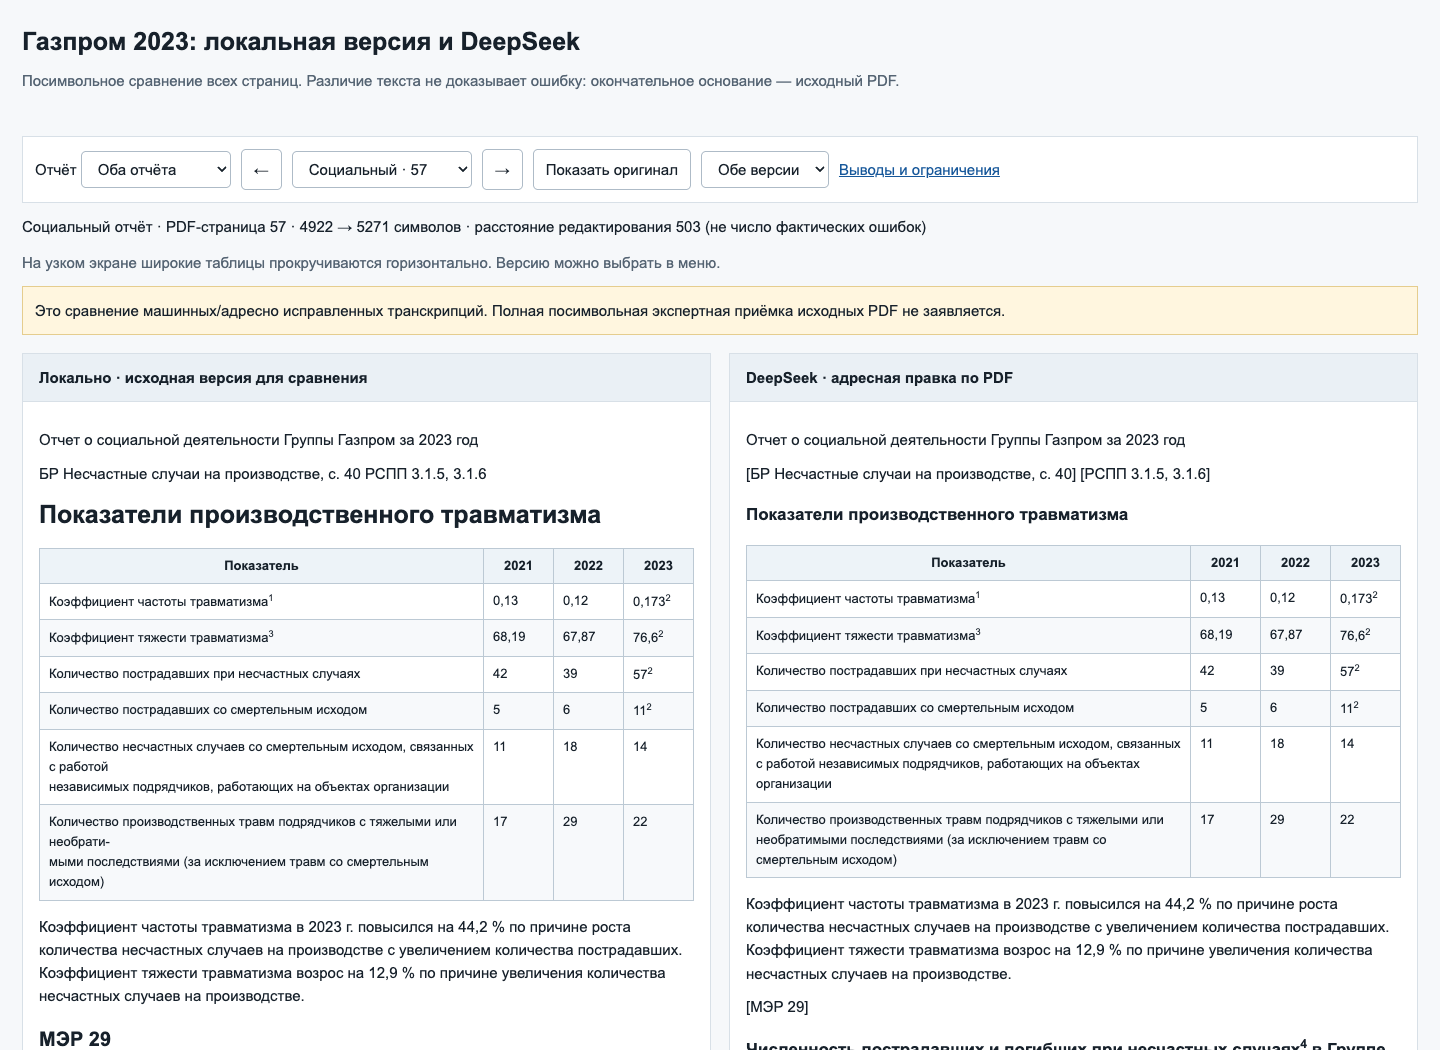 Газпром 2023: локальная версия и DeepSeek
Посимвольное сравнение всех страниц. Различие текста не доказывает ошибку: окончательное основание — исходный PDF.
Отчёт Оба отчёта ← Социальный · 57 → Показать оригинал Обе версии Выводы и ограничения
Социальный отчёт · PDF-страница 57 · 4922 → 5271 символов · расстояние редактирования 503 (не число фактических ошибок)
На узком экране широкие таблицы прокручиваются горизонтально. Версию можно выбрать в меню.
Это сравнение машинных/адресно исправленных транскрипций. Полная посимвольная экспертная приёмка исходных PDF не заявляется.
Локально · исходная версия для сравнения
Отчет о социальной деятельности Группы Газпром за 2023 год
БР Несчастные случаи на производстве, с. 40 РСПП 3.1.5, 3.1.6
Показатели производственного травматизма
Показатель 2021 2022 2023
Коэффициент частоты травматизма¹ 0,13 0,12 0,173²
Коэффициент тяжести травматизма³ 68,19 67,87 76,6²
Количество пострадавших при несчастных случаях 42 39 57²
Количество пострадавших со смертельным исходом 5 6 11²
Количество несчастных случаев со смертельным исходом, связанных 11 18 14
с работой
независимых подрядчиков, работающих на объектах организации
Количество производственных травм подрядчиков с тяжелыми или 17 29 22
необрати-
мыми последствиями (за исключением травм со смертельным
исходом)
Коэффициент частоты травматизма в 2023 г. повысился на 44,2 % по причине роста
количества несчастных случаев на производстве с увеличением количества пострадавших.
Коэффициент тяжести травматизма возрос на 12,9 % по причине увеличения количества
несчастных случаев на производстве.
МЭР 29
DeepSeek · адресная правка по PDF
Отчет о социальной деятельности Группы Газпром за 2023 год
[БР Несчастные случаи на производстве, с. 40] [РСПП 3.1.5, 3.1.6]
Показатели производственного травматизма
Показатель 2021 2022 2023
Коэффициент частоты травматизма¹ 0,13 0,12 0,173²
Коэффициент тяжести травматизма³ 68,19 67,87 76,6²
Количество пострадавших при несчастных случаях 42 39 57²
Количество пострадавших со смертельным исходом 5 6 11²
Количество несчастных случаев со смертельным исходом, связанных 11 18 14
с работой независимых подрядчиков, работающих на объектах
организации
Количество производственных травм подрядчиков с тяжелыми или 17 29 22
необратимыми последствиями (за исключением травм со
смертельным исходом)
Коэффициент частоты травматизма в 2023 г. повысился на 44,2 % по причине роста
количества несчастных случаев на производстве с увеличением количества пострадавших.
Коэффициент тяжести травматизма возрос на 12,9 % по причине увеличения количества
несчастных случаев на производстве.
[МЭР 29]
Численность пострадавших и погибших при несчастных случаях⁴ в Группе